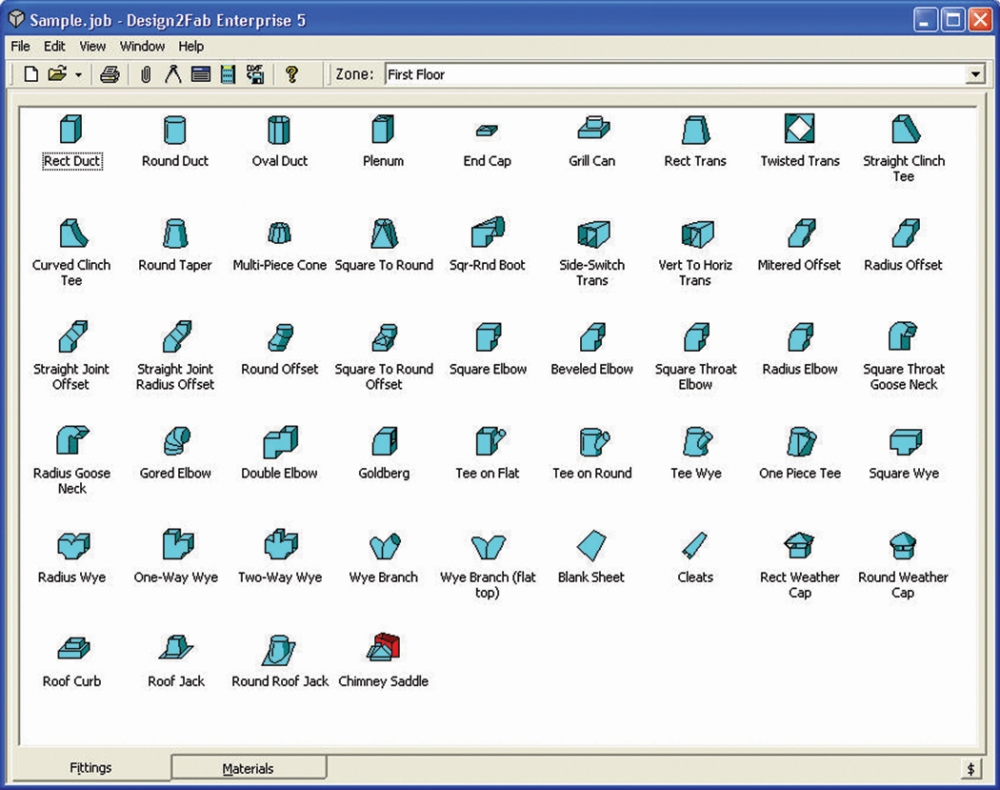 Sample.job - Design2Fab Enterprise 5
File Edit View Window Help
Zone: First Floor
Rect Duct Round Duct Oval Duct Plenum End Cap Grill Can Rect Trans Twisted Trans Straight Clinch
Tee
Curved Clinch Round Taper Multi-Piece Cone Square To Round Sqr-Rnd Boot Side-Switch Vert To Horiz Mitered Offset Radius Offset
Tee Trans Trans
Straight Joint Straight Joint Round Offset Square To Round Square Elbow Beveled Elbow Square Throat Radius Elbow Square Throat
Offset Radius Offset Offset Elbow Goose Neck
Radius Goose Gored Elbow Double Elbow Goldberg Tee on Flat Tee on Round Tee Wye One Piece Tee Square Wye
Neck
Radius Wye One-Way Wye Two-Way Wye Wye Branch Wye Branch (flat Blank Sheet Cleats Rect Weather Round Weather
top) Cap Cap
Roof Curb Roof Jack Round Roof Jack Chimney Saddle
Fittings Materials $